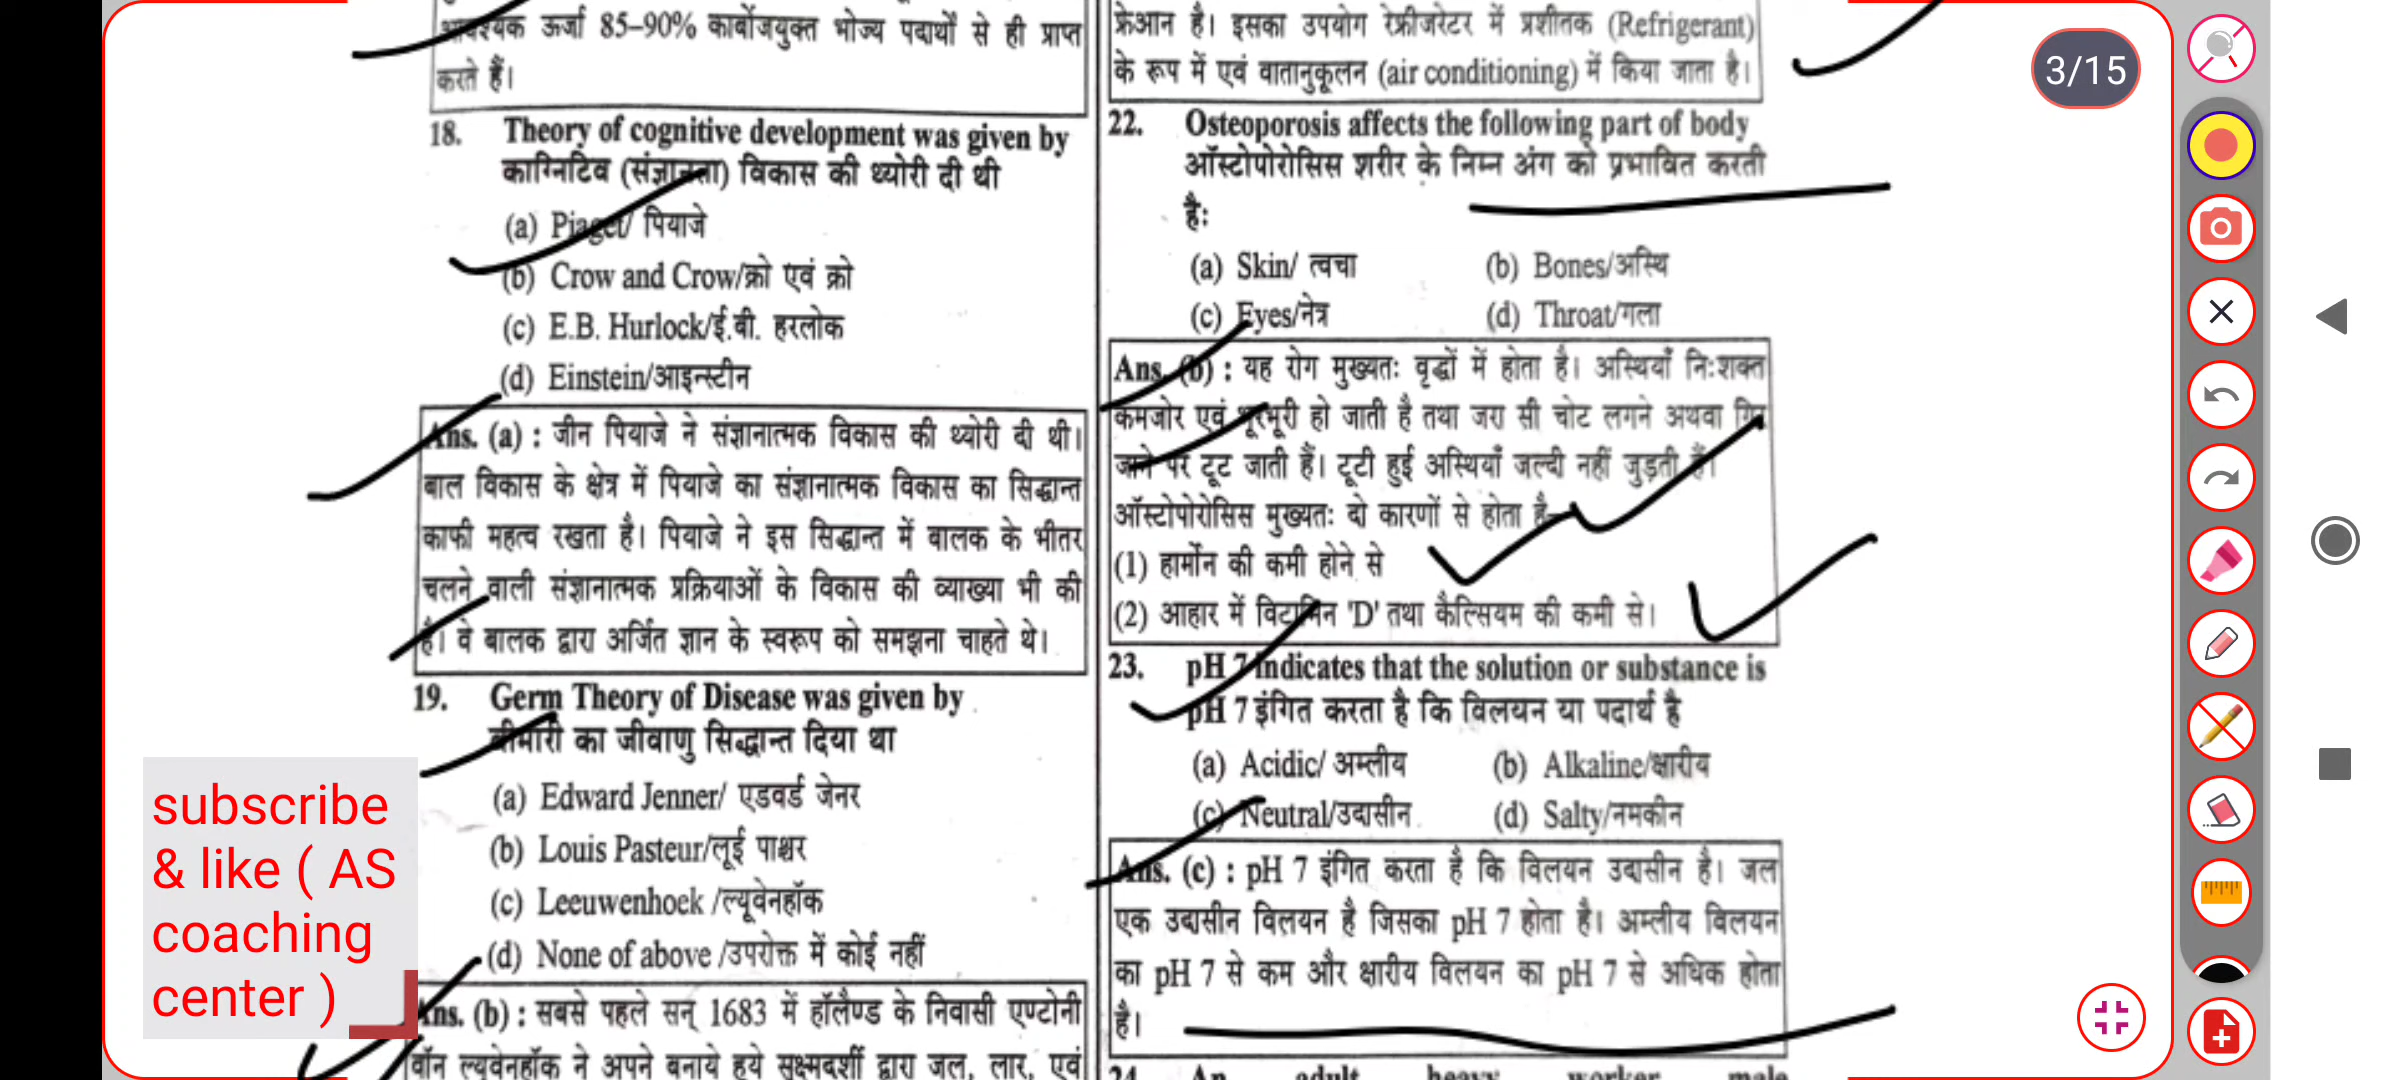 आवश्यक ऊर्जा 85–90% कार्बोजयुक्त भोज्य पदार्थों से ही प्राप्त
करते हैं।
18. Theory of cognitive development was given by
काग्निटिव (संज्ञानता) विकास की थ्योरी दी थी
(a) Piaget/ पियाजे
(b) Crow and Crow/क्रो एवं क्रो
(c) E.B. Hurlock/ई.बी. हरलोक
(d) Einstein/आइन्स्टीन
Ans. (a) : जीन पियाजे ने संज्ञानात्मक विकास की थ्योरी दी थी।
बाल विकास के क्षेत्र में पियाजे का संज्ञानात्मक विकास का सिद्धान्त
काफी महत्व रखता है। पियाजे ने इस सिद्धान्त में बालक के भीतर
चलने वाली संज्ञानात्मक प्रक्रियाओं के विकास की व्याख्या भी की
है। वे बालक द्वारा अर्जित ज्ञान के स्वरूप को समझना चाहते थे।
19. Germ Theory of Disease was given by
बीमारी का जीवाणु सिद्धान्त दिया था
(a) Edward Jenner/ एडवर्ड जेनर
(b) Louis Pasteur/लूई पाश्चर
(c) Leeuwenhoek /ल्यूवेनहॉक
(d) None of above /उपरोक्त में कोई नहीं
Ans. (b) : सबसे पहले सन् 1683 में हॉलैण्ड के निवासी एण्टोनी
वॉन ल्यूवेनहॉक ने अपने बनाये हुये सूक्ष्मदर्शी द्वारा जल, लार, एवं
फ्रेआन है। इसका उपयोग रेफ्रीजरेटर में प्रशीतक (Refrigerant)
के रूप में एवं वातानुकूलन (air conditioning) में किया जाता है।
22. Osteoporosis affects the following part of body
ऑस्टोपोरोसिस शरीर के निम्न अंग को प्रभावित करती
है:
(a) Skin/ त्वचा (b) Bones/अस्थि
(c) Eyes/नेत्र (d) Throat/गला
Ans. (b) : यह रोग मुख्यतः वृद्धों में होता है। अस्थियाँ निःशक्त
कमजोर एवं भूरभूरी हो जाती है तथा जरा सी चोट लगने अथवा गिर
जाने पर टूट जाती हैं। टूटी हुई अस्थियाँ जल्दी नहीं जुड़ती हैं।
ऑस्टोपोरोसिस मुख्यतः दो कारणों से होता है–
(1) हार्मोन की कमी होने से
(2) आहार में विटामिन 'D' तथा कैल्सियम की कमी से।
23. pH 7 indicates that the solution or substance is
pH 7 इंगित करता है कि विलयन या पदार्थ है
(a) Acidic/ अम्लीय (b) Alkaline/क्षारीय
(c) Neutral/उदासीन (d) Salty/नमकीन
Ans. (c) : pH 7 इंगित करता है कि विलयन उदासीन है। जल
एक उदासीन विलयन है जिसका pH 7 होता है। अम्लीय विलयन
का pH 7 से कम और क्षारीय विलयन का pH 7 से अधिक होता
है।
24. An adult heavy worker male
3/15
subscribe
& like ( AS
coaching
center )